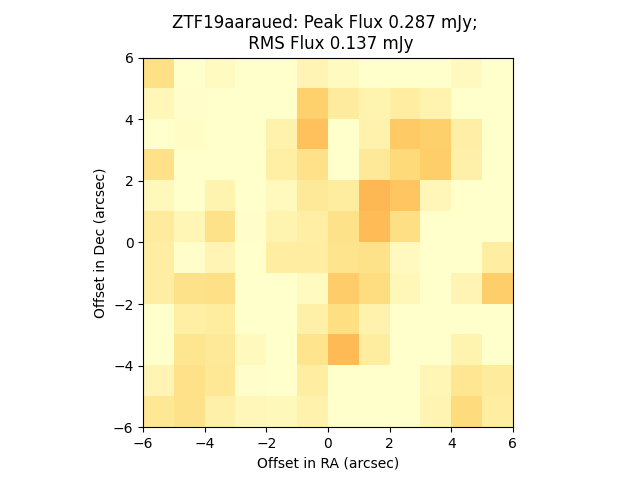 ZTF19aaraued: Peak Flux 0.287 mJy;
RMS Flux 0.137 mJy
6
4
2
0
−2
−4
−6
Offset in Dec (arcsec)
−6 −4 −2 0 2 4 6
Offset in RA (arcsec)